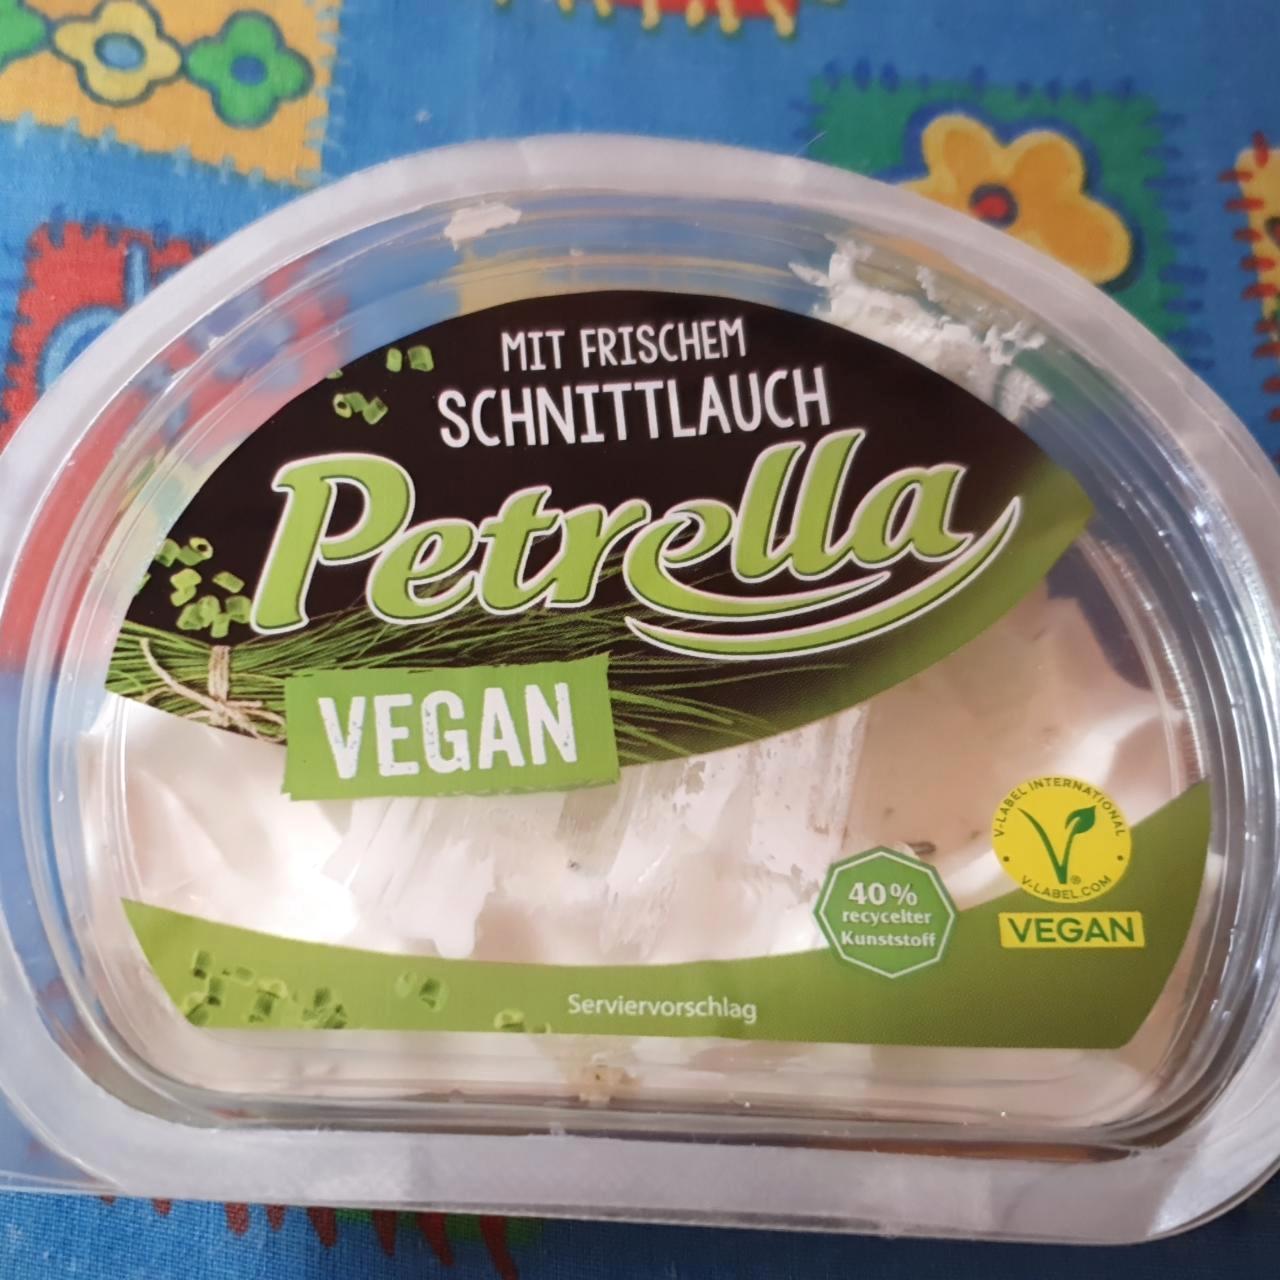 MIT FRISCHEM
SCHNITTLAUCH
Petrella
VEGAN
V-LABEL INTERNATIONAL
V-LABEL.COM
®
VEGAN
40%
recycelter
Kunststoff
Serviervorschlag